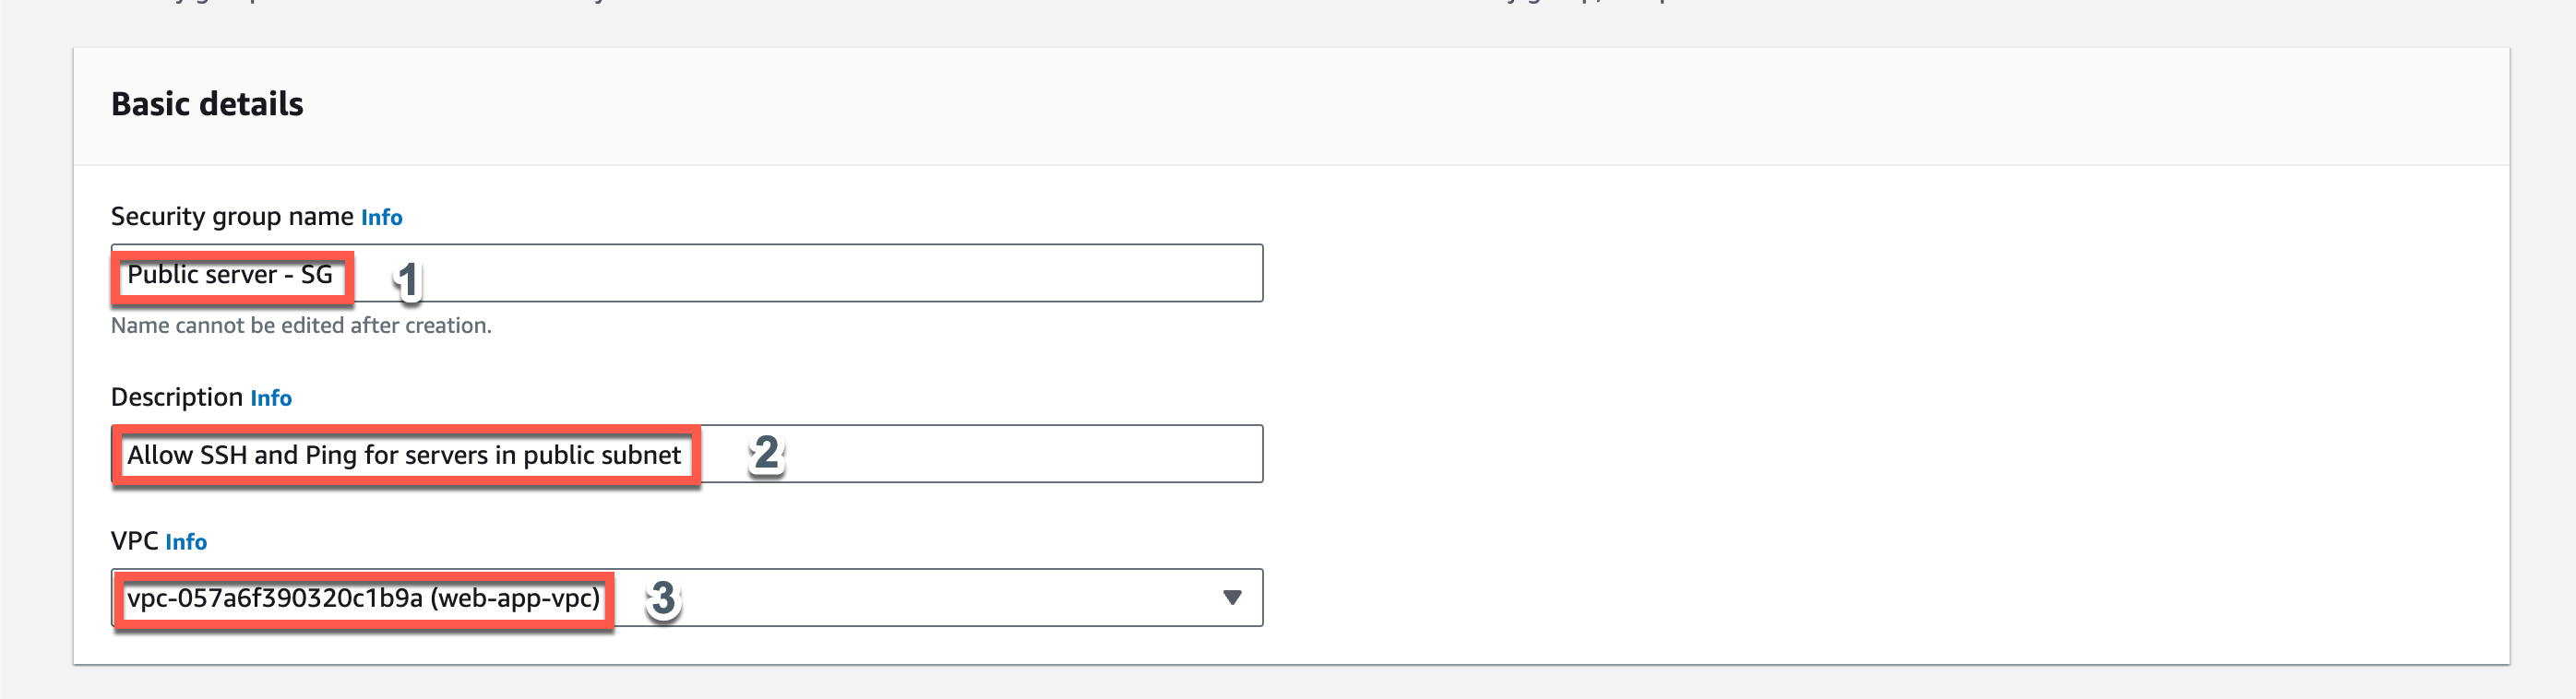 Basic details
Security group name Info
Public server - SG 1
Name cannot be edited after creation.
Description Info
Allow SSH and Ping for servers in public subnet 2
VPC Info
vpc-057a6f390320c1b9a (web-app-vpc) 3